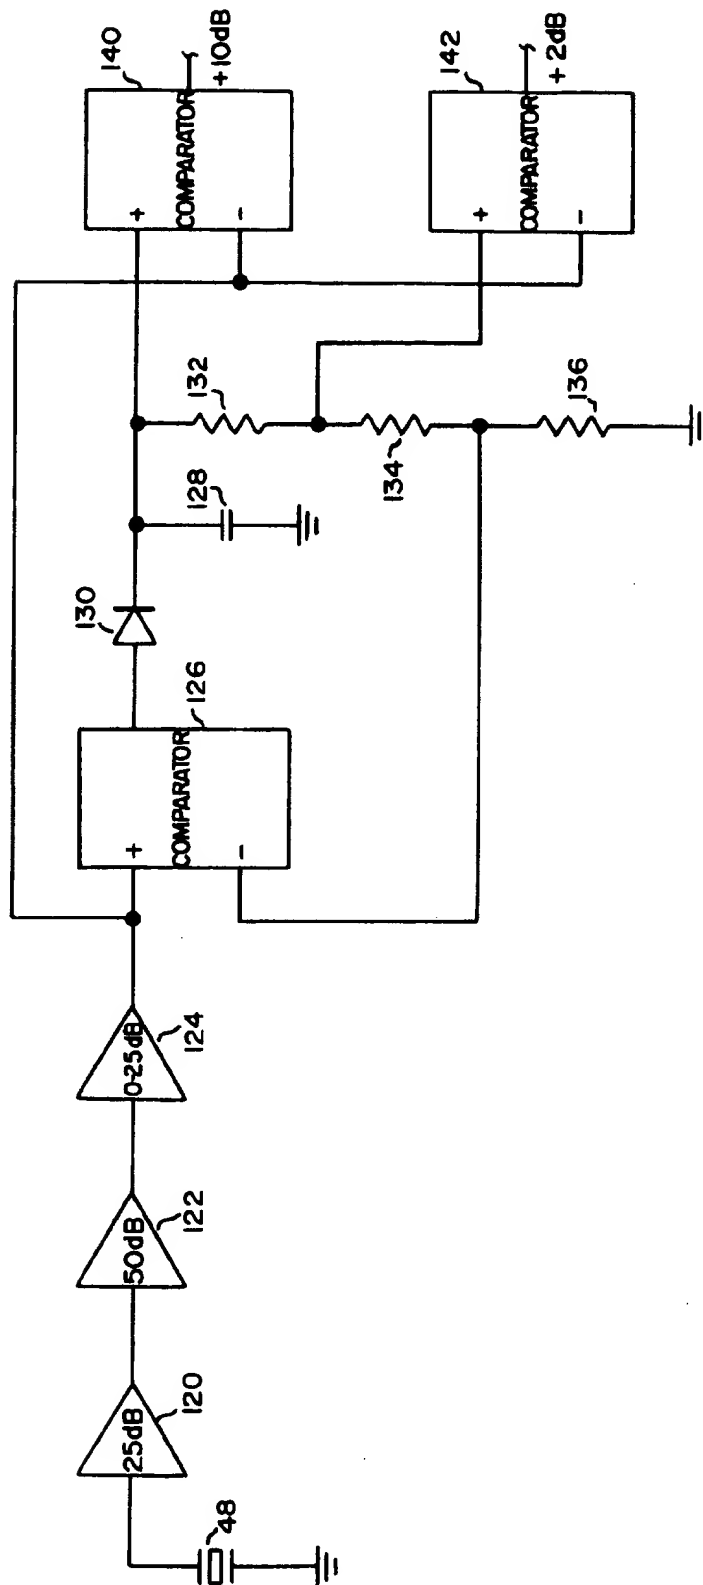 48
25dB
120
50dB
122
0-25dB
124
+
COMPARATOR
-
126
130
128
132
134
136
+
COMPARATOR
-
140
+10dB
+
COMPARATOR
-
142
+2dB